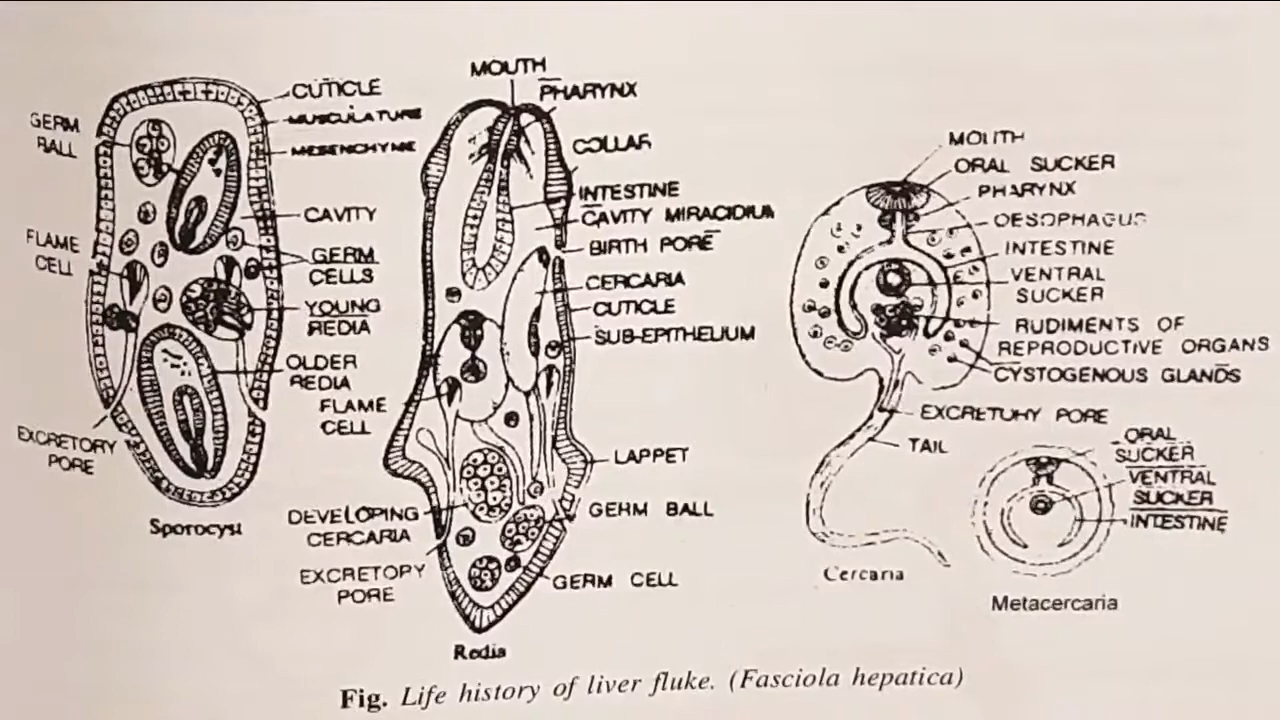 CUTICLE
MUSCULATURE
MESENCHYME
GERM
BALL
CAVITY
FLAME
CELL
GERM
CELLS
YOUNG
REDIA
OLDER
REDIA
EXCRETORY
PORE
Sporocyst
MOUTH
PHARYNX
COLLAR
INTESTINE
CAVITY MIRACIDIUM
BIRTH PORE
CERCARIA
CUTICLE
SUB-EPITHELIUM
FLAME
CELL
LAPPET
DEVELOPING
CERCARIA
GEHM BALL
EXCRETOPY
PORE
GERM CELL
Redia
MOUTH
ORAL SUCKER
PHARYNX
OESOPHAGUS
INTESTINE
VENTRAL
SUCKER
RUDIMENTS OF
REPRODUCTIVE ORGANS
CYSTOGENOUS GLANDS
EXCRETUHY PORE
TAIL
Cercaria
ORAL
SUCKER
VENTRAL
SUCKER
INTESTINE
Metacercaria
Fig. Life history of liver fluke. (Fasciola hepatica)